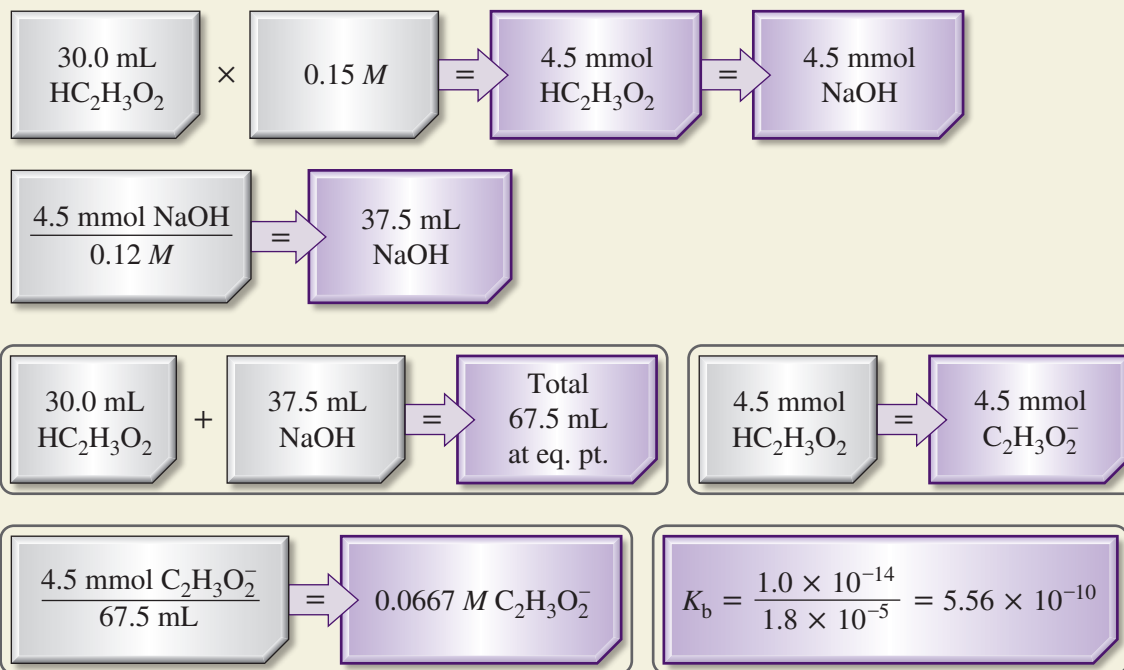 30.0 mL
HC₂H₃O₂
×
0.15 M
=
4.5 mmol
HC₂H₃O₂
=
4.5 mmol
NaOH
4.5 mmol NaOH
0.12 M
=
37.5 mL
NaOH
30.0 mL
HC₂H₃O₂
+
37.5 mL
NaOH
=
Total
67.5 mL
at eq. pt.
4.5 mmol
HC₂H₃O₂
=
4.5 mmol
C₂H₃O₂⁻
4.5 mmol C₂H₃O₂⁻
67.5 mL
=
0.0667 M C₂H₃O₂⁻
K_b = 1.0 × 10⁻¹⁴ / 1.8 × 10⁻⁵ = 5.56 × 10⁻¹⁰